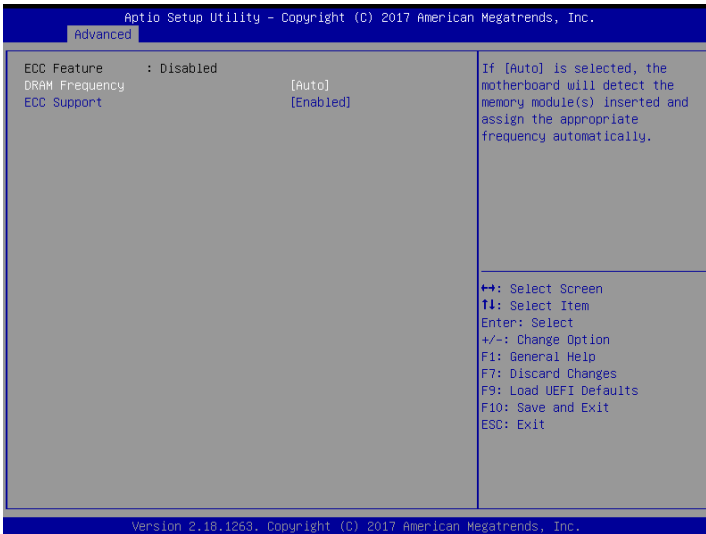 Aptio Setup Utility – Copyright (C) 2017 American Megatrends, Inc.
Advanced
ECC Feature : Disabled
DRAM Frequency [Auto]
ECC Support [Enabled]
If [Auto] is selected, the
motherboard will detect the
memory module(s) inserted and
assign the appropriate
frequency automatically.
↔: Select Screen
↑↓: Select Item
Enter: Select
+/-: Change Option
F1: General Help
F7: Discard Changes
F9: Load UEFI Defaults
F10: Save and Exit
ESC: Exit
Version 2.18.1263. Copyright (C) 2017 American Megatrends, Inc.